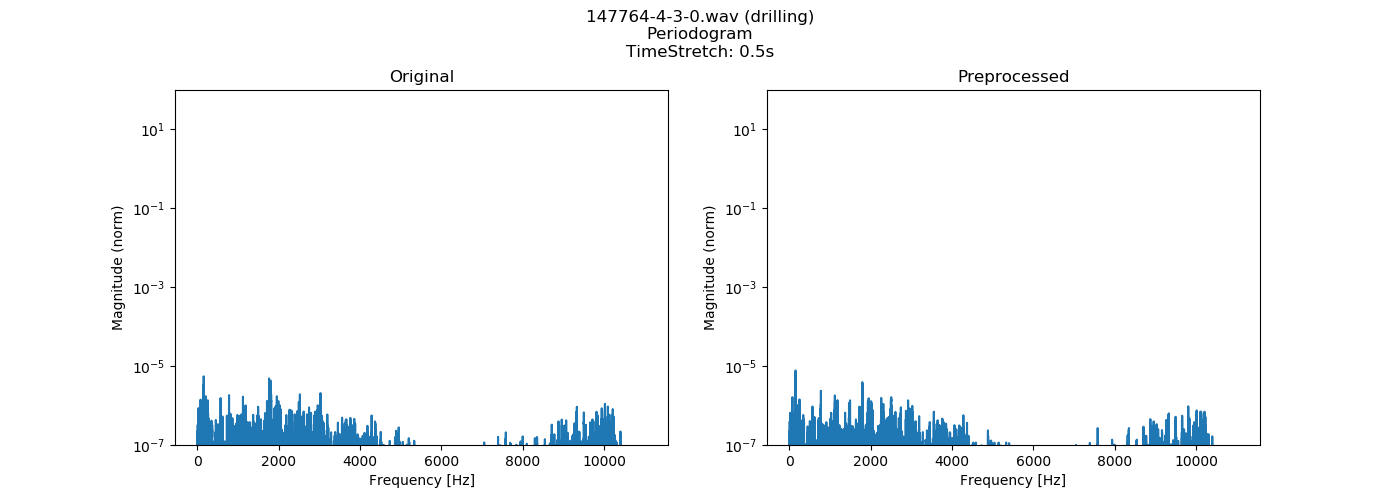 147764-4-3-0.wav (drilling)
Periodogram
TimeStretch: 0.5s
Original
Magnitude (norm)
10^1
10^-1
10^-3
10^-5
10^-7
0 2000 4000 6000 8000 10000
Frequency [Hz]
Preprocessed
Magnitude (norm)
10^1
10^-1
10^-3
10^-5
10^-7
0 2000 4000 6000 8000 10000
Frequency [Hz]